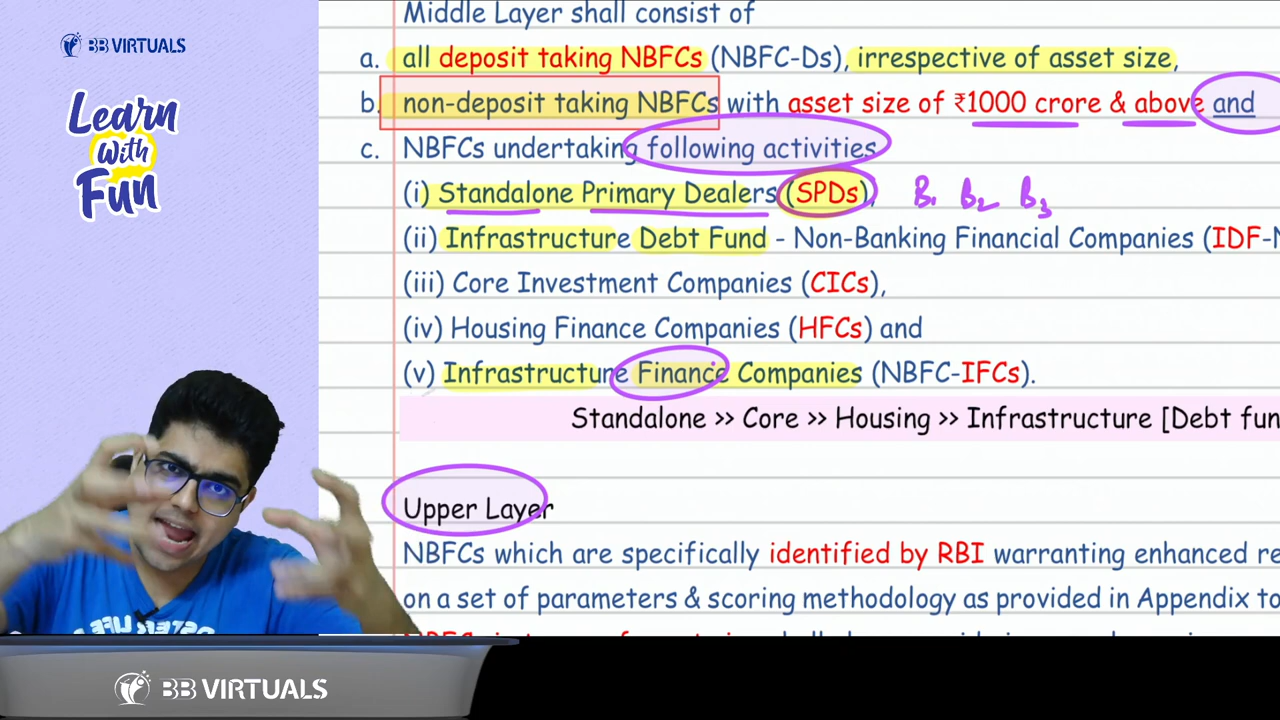 BB VIRTUALS
Learn
with
Fun
Middle Layer shall consist of
a. all deposit taking NBFCs (NBFC-Ds), irrespective of asset size,
b. non-deposit taking NBFCs with asset size of ₹1000 crore & above and
c. NBFCs undertaking following activities
(i) Standalone Primary Dealers (SPDs), B1 B2 B3
(ii) Infrastructure Debt Fund - Non-Banking Financial Companies (IDF-N
(iii) Core Investment Companies (CICs),
(iv) Housing Finance Companies (HFCs) and
(v) Infrastructure Finance Companies (NBFC-IFCs).
Standalone >> Core >> Housing >> Infrastructure [Debt fun
Upper Layer
NBFCs which are specifically identified by RBI warranting enhanced re
on a set of parameters & scoring methodology as provided in Appendix to
BB VIRTUALS